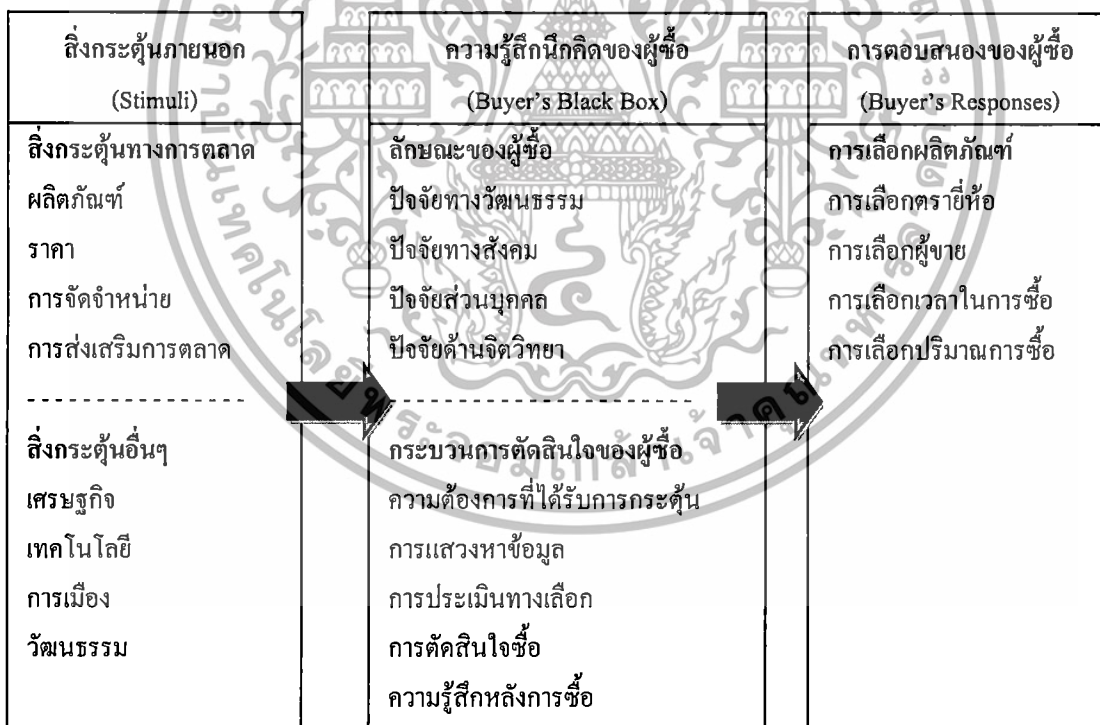 สิ่งกระตุ้นภายนอก
(Stimuli)
สิ่งกระตุ้นทางการตลาด
ผลิตภัณฑ์
ราคา
การจัดจำหน่าย
การส่งเสริมการตลาด
สิ่งกระตุ้นอื่นๆ
เศรษฐกิจ
เทคโนโลยี
การเมือง
วัฒนธรรม
ความรู้สึกนึกคิดของผู้ซื้อ
(Buyer's Black Box)
ลักษณะของผู้ซื้อ
ปัจจัยทางวัฒนธรรม
ปัจจัยทางสังคม
ปัจจัยส่วนบุคคล
ปัจจัยด้านจิตวิทยา
กระบวนการตัดสินใจของผู้ซื้อ
ความต้องการที่ได้รับการกระตุ้น
การแสวงหาข้อมูล
การประเมินทางเลือก
การตัดสินใจซื้อ
ความรู้สึกหลังการซื้อ
การตอบสนองของผู้ซื้อ
(Buyer's Responses)
การเลือกผลิตภัณฑ์
การเลือกตรายี่ห้อ
การเลือกผู้ขาย
การเลือกเวลาในการซื้อ
การเลือกปริมาณการซื้อ